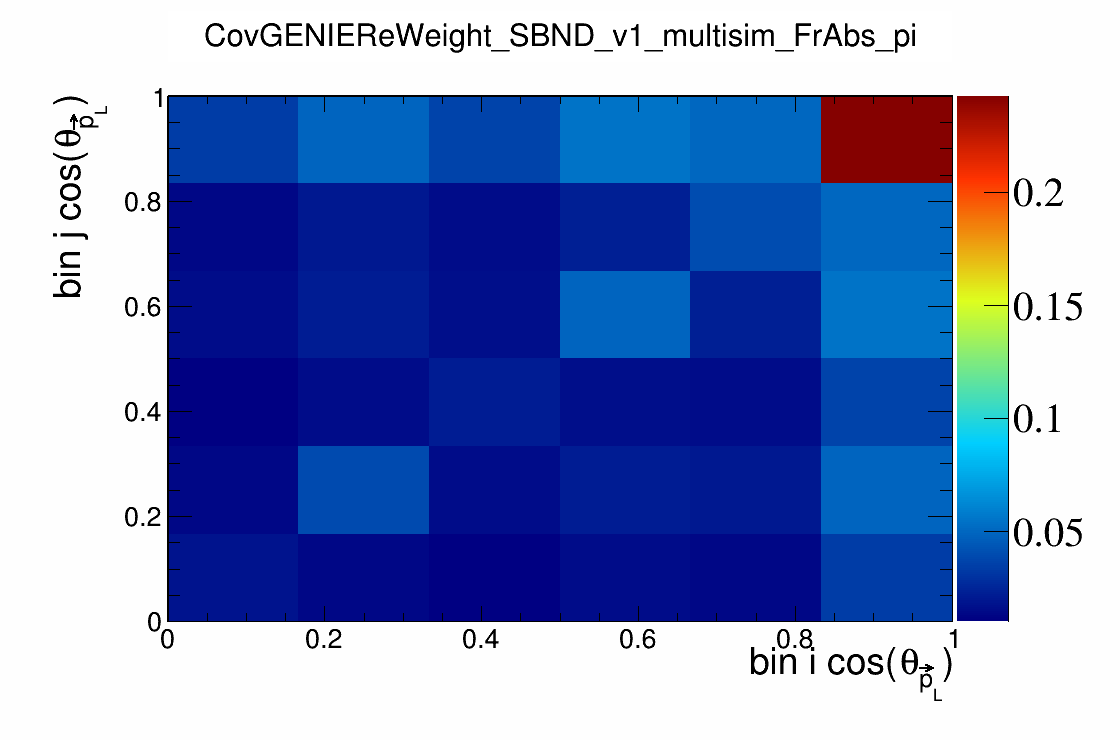 CovGENIEReWeight_SBND_v1_multisim_FrAbs_pi
bin j cos(θ_p⃗_L)
1
0.8
0.6
0.4
0.2
0
0 0.2 0.4 0.6 0.8 1
bin i cos(θ_p⃗_L)
0.2
0.15
0.1
0.05